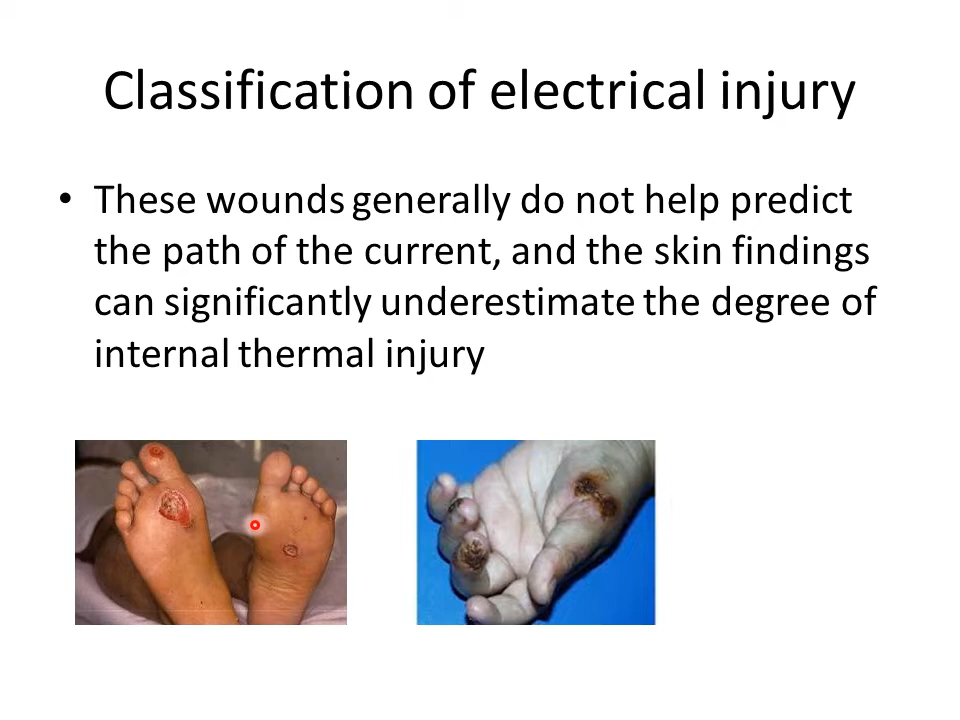 Classification of electrical injury
• These wounds generally do not help predict
the path of the current, and the skin findings
can significantly underestimate the degree of
internal thermal injury